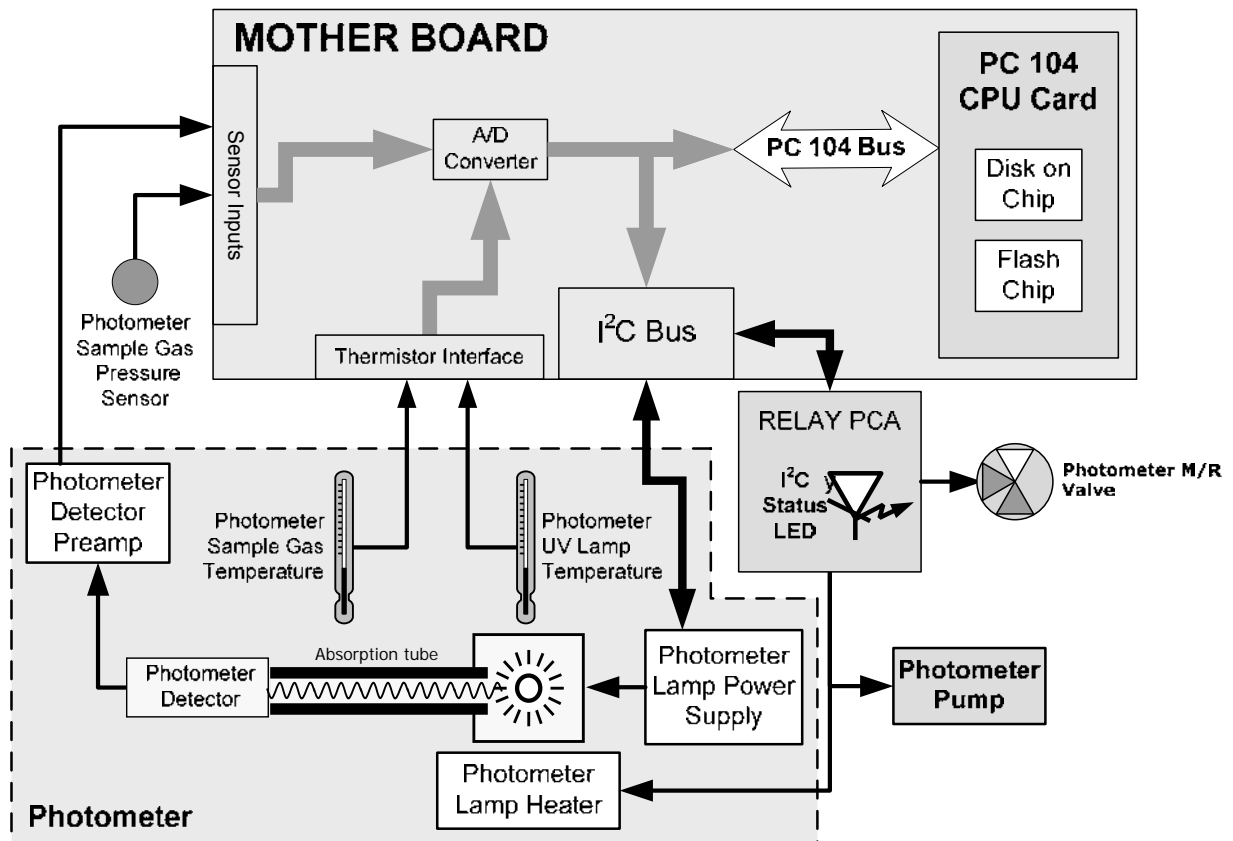 MOTHER BOARD
PC 104
CPU Card
Disk on
Chip
Flash
Chip
Sensor Inputs
A/D
Converter
PC 104 Bus
I²C Bus
Thermistor Interface
Photometer
Sample Gas
Pressure
Sensor
RELAY PCA
I²C
y
Status
LED
Photometer M/R
Valve
Photometer
Detector
Preamp
Photometer
Sample Gas
Temperature
Photometer
UV Lamp
Temperature
Absorption tube
Photometer
Detector
Photometer
Lamp Power
Supply
Photometer
Pump
Photometer
Lamp Heater
Photometer